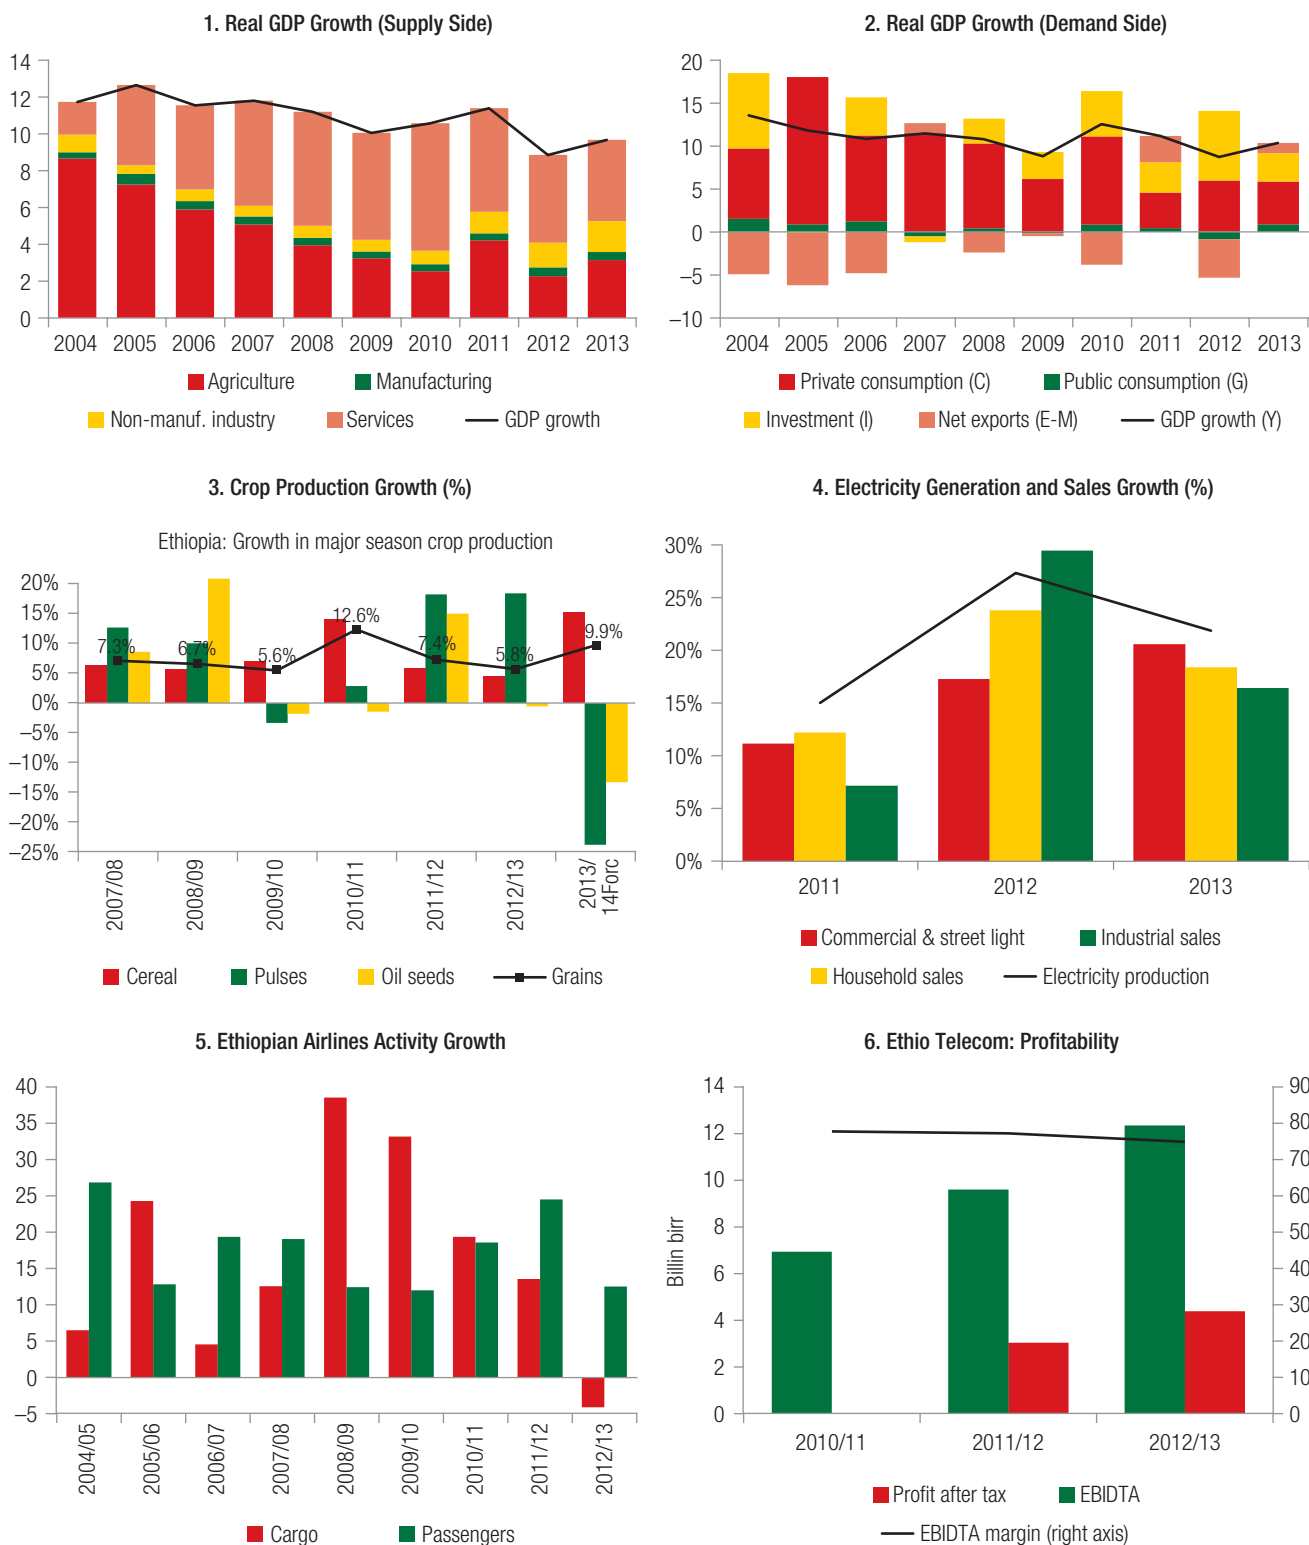 1. Real GDP Growth (Supply Side)
14
12
10
8
6
4
2
0
2004 2005 2006 2007 2008 2009 2010 2011 2012 2013
Agriculture Manufacturing
Non-manuf. industry Services GDP growth
2. Real GDP Growth (Demand Side)
20
15
10
5
0
–5
–10
2004 2005 2006 2007 2008 2009 2010 2011 2012 2013
Private consumption (C) Public consumption (G)
Investment (I) Net exports (E-M) GDP growth (Y)
3. Crop Production Growth (%)
Ethiopia: Growth in major season crop production
20%
15%
10%
5%
0%
–5%
–10%
–15%
–20%
–25%
7.3% 6.7% 5.6% 12.6% 7.4% 5.8% 9.9%
2007/08 2008/09 2009/10 2010/11 2011/12 2012/13 2013/
14Forc
Cereal Pulses Oil seeds Grains
4. Electricity Generation and Sales Growth (%)
30%
25%
20%
15%
10%
5%
0%
2011 2012 2013
Commercial & street light Industrial sales
Household sales Electricity production
5. Ethiopian Airlines Activity Growth
40
35
30
25
20
15
10
5
0
–5
2004/05 2005/06 2006/07 2007/08 2008/09 2009/10 2010/11 2011/12 2012/13
Cargo Passengers
6. Ethio Telecom: Profitability
Billin birr
14
12
10
8
6
4
2
0
90
80
70
60
50
40
30
20
10
0
2010/11 2011/12 2012/13
Profit after tax EBIDTA
EBIDTA margin (right axis)